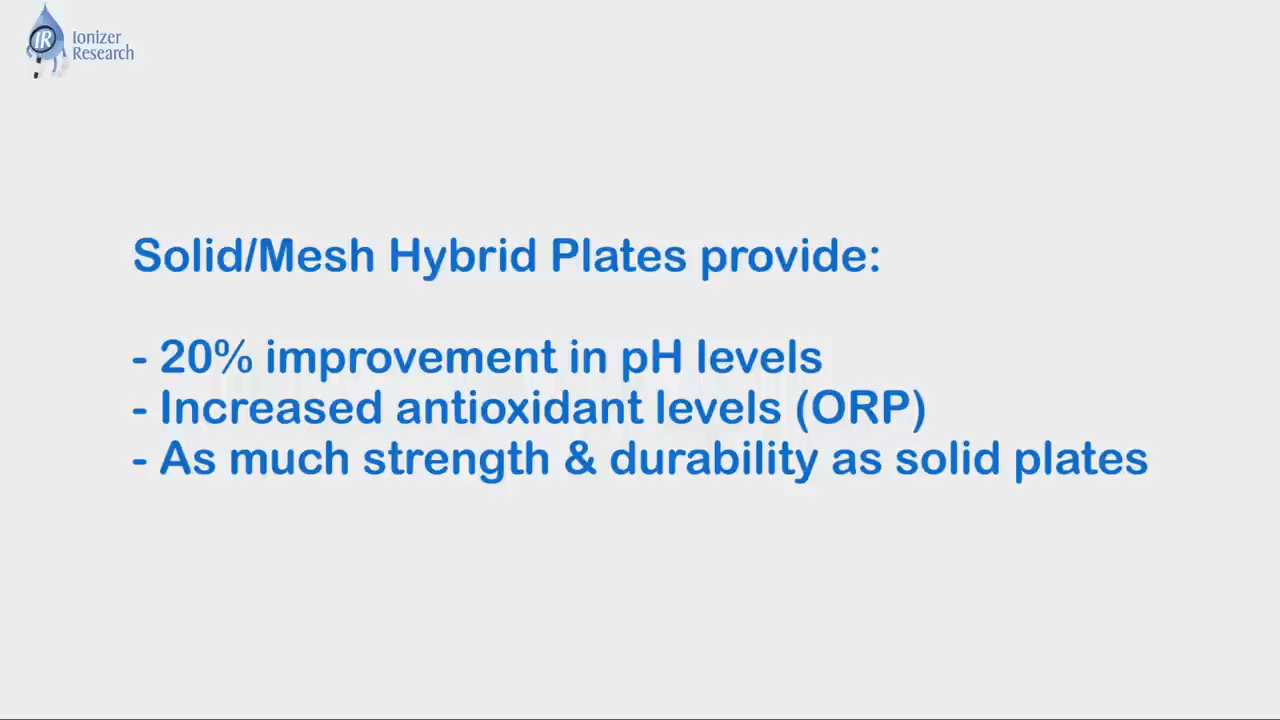 IR
Ionizer
Research
Solid/Mesh Hybrid Plates provide:
- 20% improvement in pH levels
- Increased antioxidant levels (ORP)
- As much strength & durability as solid plates